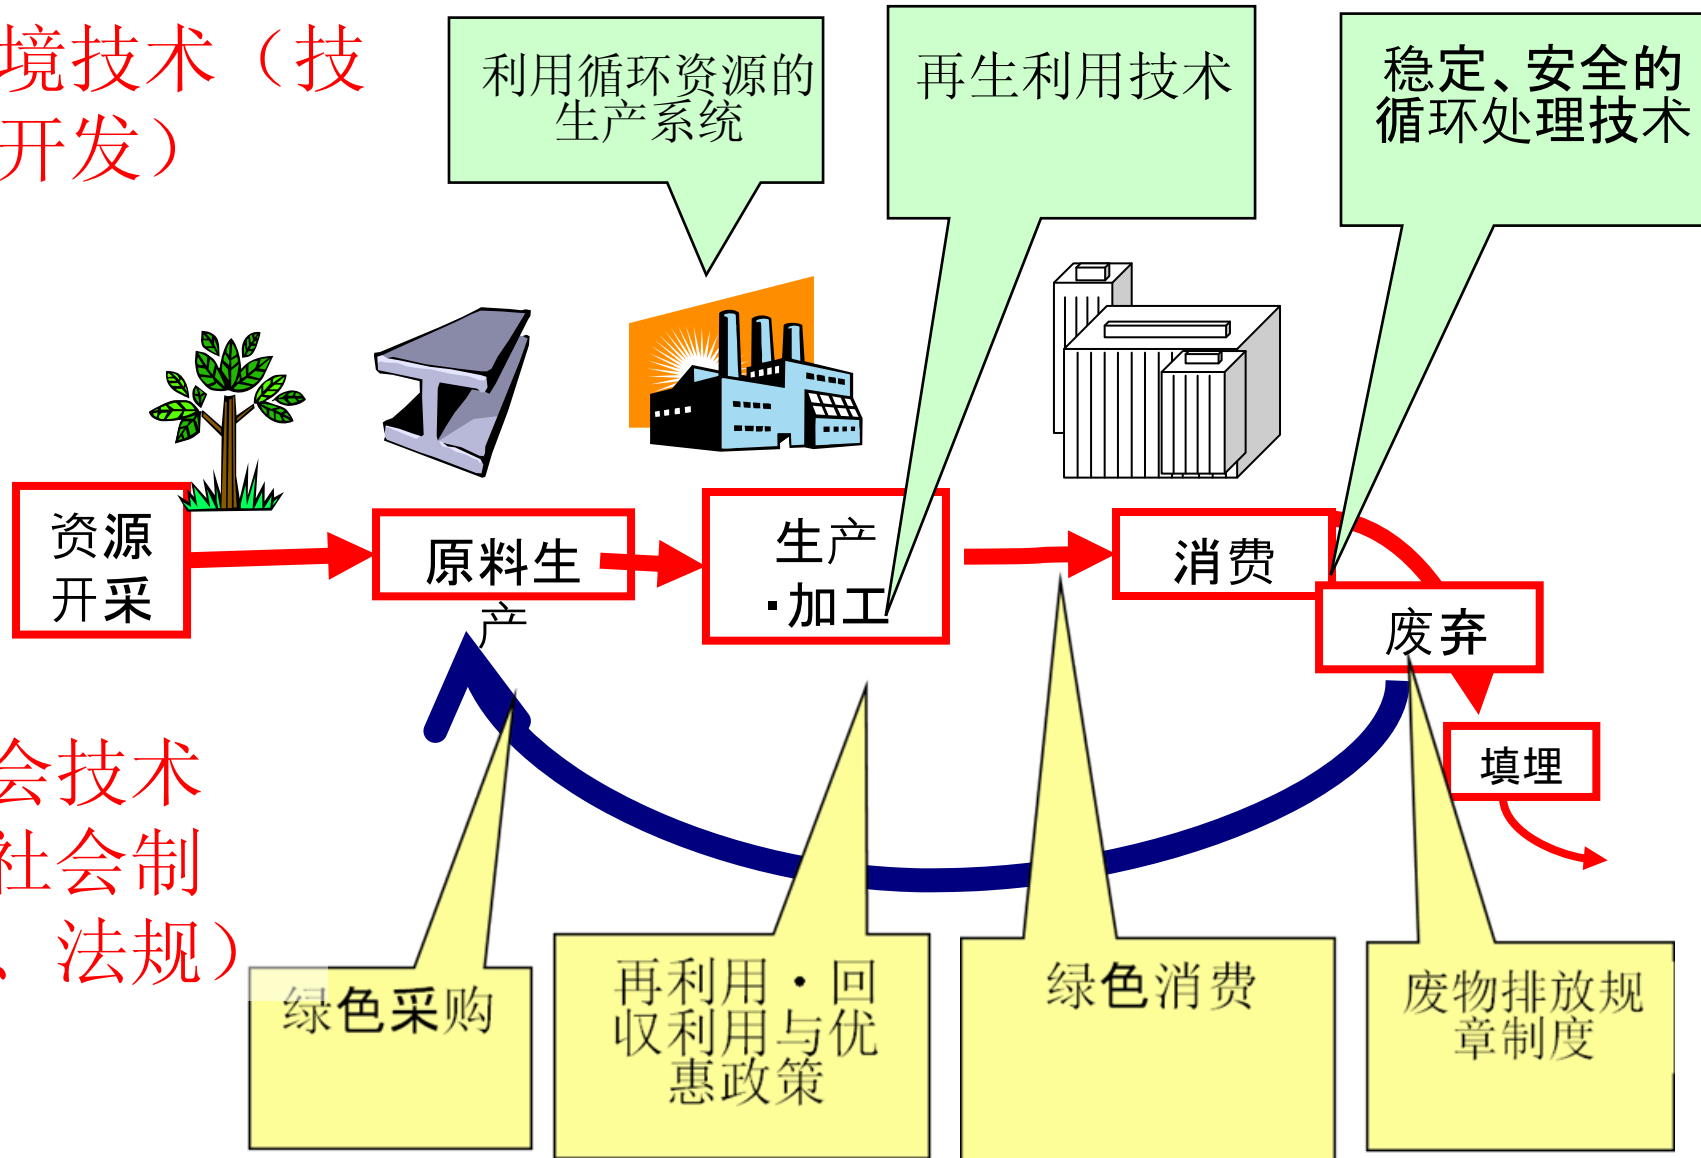 境技术（技
开发）
利用循环资源的
生产系统
再生利用技术
稳定、安全的
循环处理技术
资源
开采
原料生
产
生产
·加工
消费
废弃
填埋
会技术
社会制
、法规）
绿色采购
再利用·回
收利用与优
惠政策
绿色消费
废物排放规
章制度